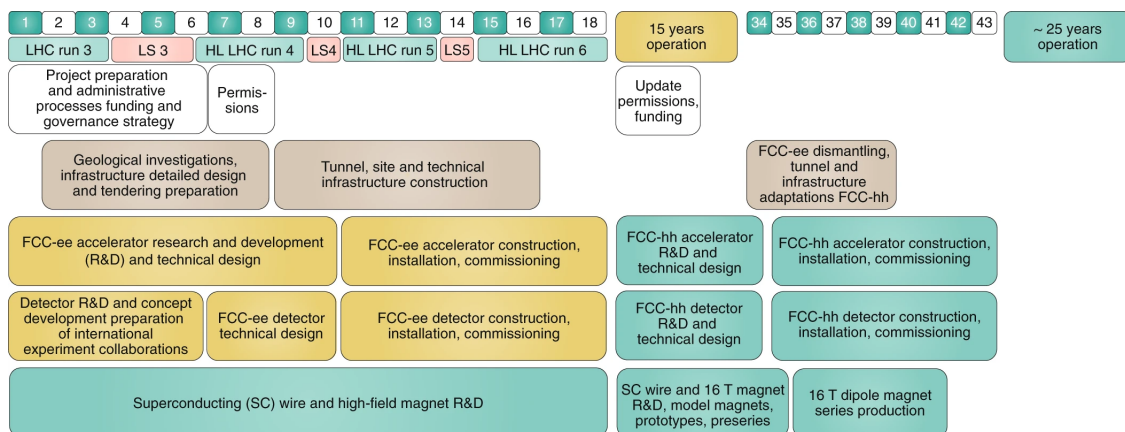 1 2 3 4 5 6 7 8 9 10 11 12 13 14 15 16 17 18
15 years
operation
34 35 36 37 38 39 40 41 42 43
~ 25 years
operation
LHC run 3
LS 3
HL LHC run 4
LS4
HL LHC run 5
LS5
HL LHC run 6
Project preparation
and administrative
processes funding and
governance strategy
Permis-
sions
Update
permissions,
funding
Geological investigations,
infrastructure detailed design
and tendering preparation
Tunnel, site and technical
infrastructure construction
FCC-ee dismantling,
tunnel and
infrastructure
adaptations FCC-hh
FCC-ee accelerator research and development
(R&D) and technical design
FCC-ee accelerator construction,
installation, commissioning
FCC-hh accelerator
R&D and
technical design
FCC-hh accelerator construction,
installation, commissioning
Detector R&D and concept
development preparation
of international
experiment collaborations
FCC-ee detector
technical design
FCC-ee detector construction,
installation, commissioning
FCC-hh detector
R&D and
technical design
FCC-hh detector construction,
installation, commissioning
Superconducting (SC) wire and high-field magnet R&D
SC wire and 16 T magnet
R&D, model magnets,
prototypes, preseries
16 T dipole magnet
series production